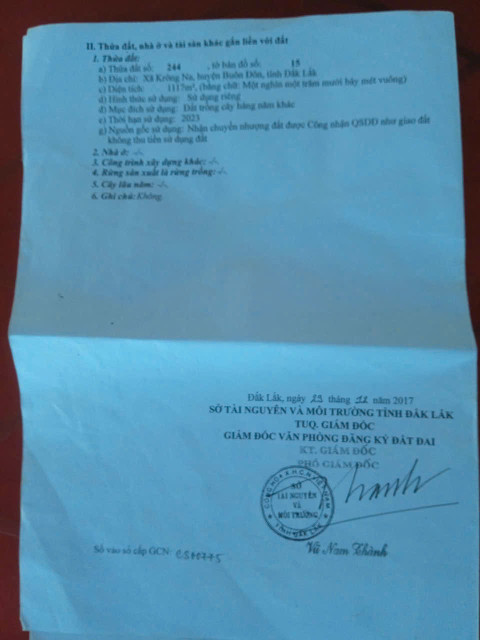 II. Thửa đất, nhà ở và tài sản khác gắn liền với đất
1. Thửa đất:
a) Thửa đất số: 244 , tờ bản đồ số: 15
b) Địa chỉ: Xã Krông Na, huyện Buôn Đôn, tỉnh Đắk Lắk
c) Diện tích: 1117m², (bằng chữ: Một nghìn một trăm mười bảy mét vuông)
d) Hình thức sử dụng: Sử dụng riêng
đ) Mục đích sử dụng: Đất trồng cây hàng năm khác
e) Thời hạn sử dụng: 2023
g) Nguồn gốc sử dụng: Nhận chuyển nhượng đất được Công nhận QSDĐ như giao đất
không thu tiền sử dụng đất
2. Nhà ở: -/-.
3. Công trình xây dựng khác: -/-.
4. Rừng sản xuất là rừng trồng: -/-.
5. Cây lâu năm: -/-.
6. Ghi chú: Không.
Đắk Lắk, ngày tháng năm 2017
SỞ TÀI NGUYÊN VÀ MÔI TRƯỜNG TỈNH ĐẮK LẮK
TUQ. GIÁM ĐỐC
GIÁM ĐỐC VĂN PHÒNG ĐĂNG KÝ ĐẤT ĐAI
KT. GIÁM ĐỐC
PHÓ GIÁM ĐỐC
SỞ
TÀI NGUYÊN
VÀ
MÔI TRƯỜNG
TỈNH ĐẮK LẮK
Vũ Nam Thành
Số vào sổ cấp GCN: